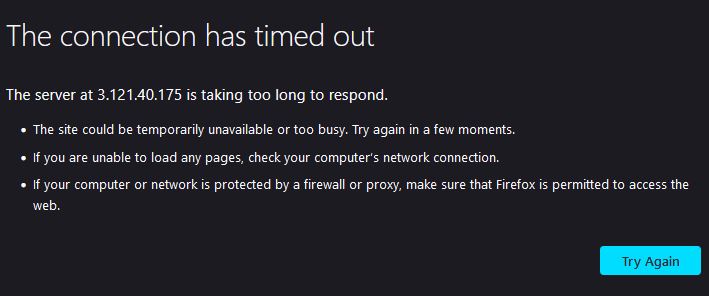 The connection has timed out
The server at 3.121.40.175 is taking too long to respond.
• The site could be temporarily unavailable or too busy. Try again in a few moments.
• If you are unable to load any pages, check your computer's network connection.
• If your computer or network is protected by a firewall or proxy, make sure that Firefox is permitted to access the
web.
Try Again